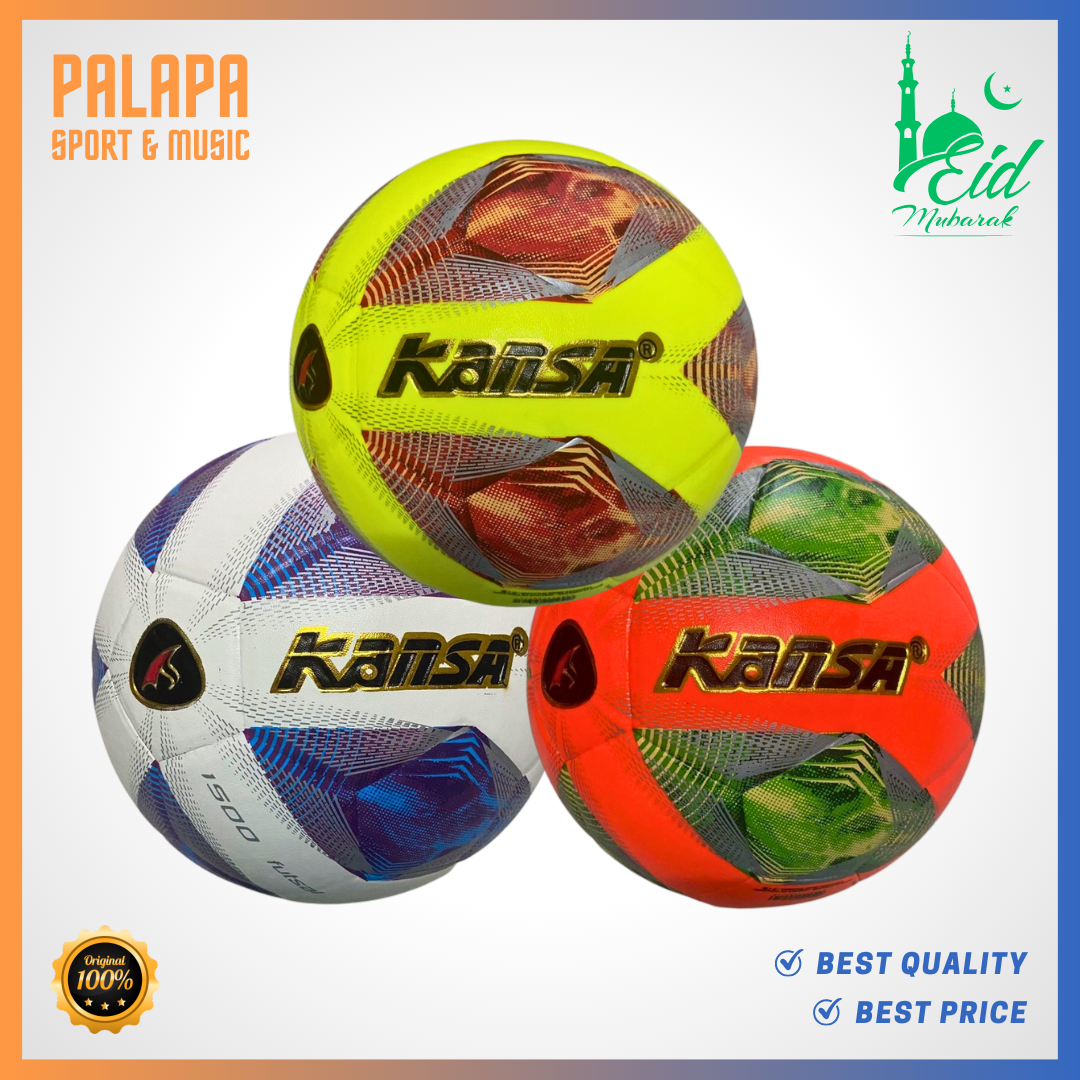 PALAPA
SPORT & MUSIC
Eid
Mubarak
KANSA®
KANSA®
KANSA®
1500 futsal
Original
100%
BEST QUALITY
BEST PRICE